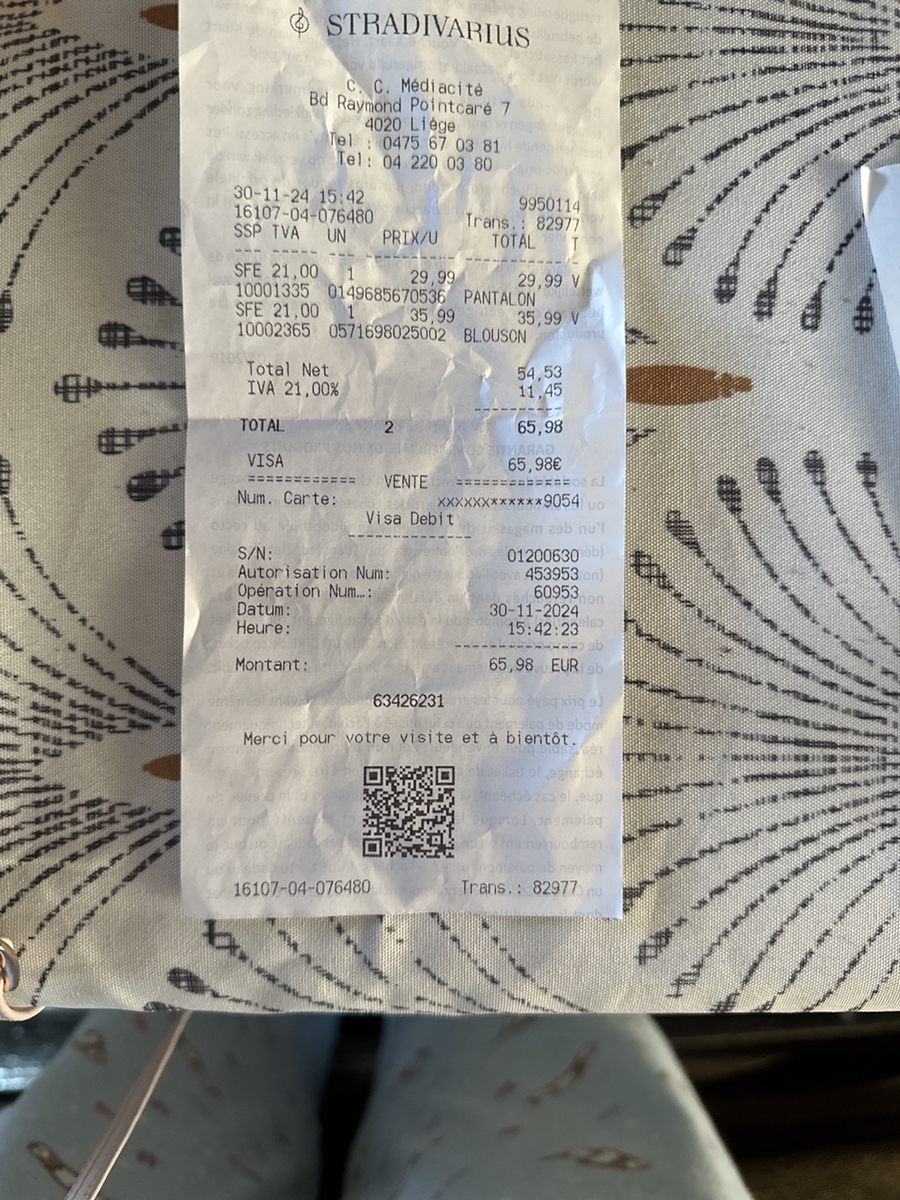 STRADIVARIUS
C. C. Médiacité
Bd Raymond Pointcaré 7
4020 Liège
Tel : 0475 67 03 81
Tel: 04 220 03 80
30-11-24 15:42 9950114
16107-04-076480 Trans.: 82977
SSP TVA UN PRIX/U TOTAL T
SFE 21,00 1 29,99 29,99 V
10001335 0149685670536 PANTALON
SFE 21,00 1 35,99 35,99 V
10002365 0571698025002 BLOUSON
Total Net 54,53
IVA 21,00% 11,45
TOTAL 2 65,98
VISA 65,98€
============ VENTE =============
Num. Carte: xxxxxx******9054
Visa Debit
S/N: 01200630
Autorisation Num: 453953
Opération Num…: 60953
Datum: 30-11-2024
Heure: 15:42:23
Montant: 65,98 EUR
63426231
Merci pour votre visite et à bientôt.
16107-04-076480 Trans.: 82977